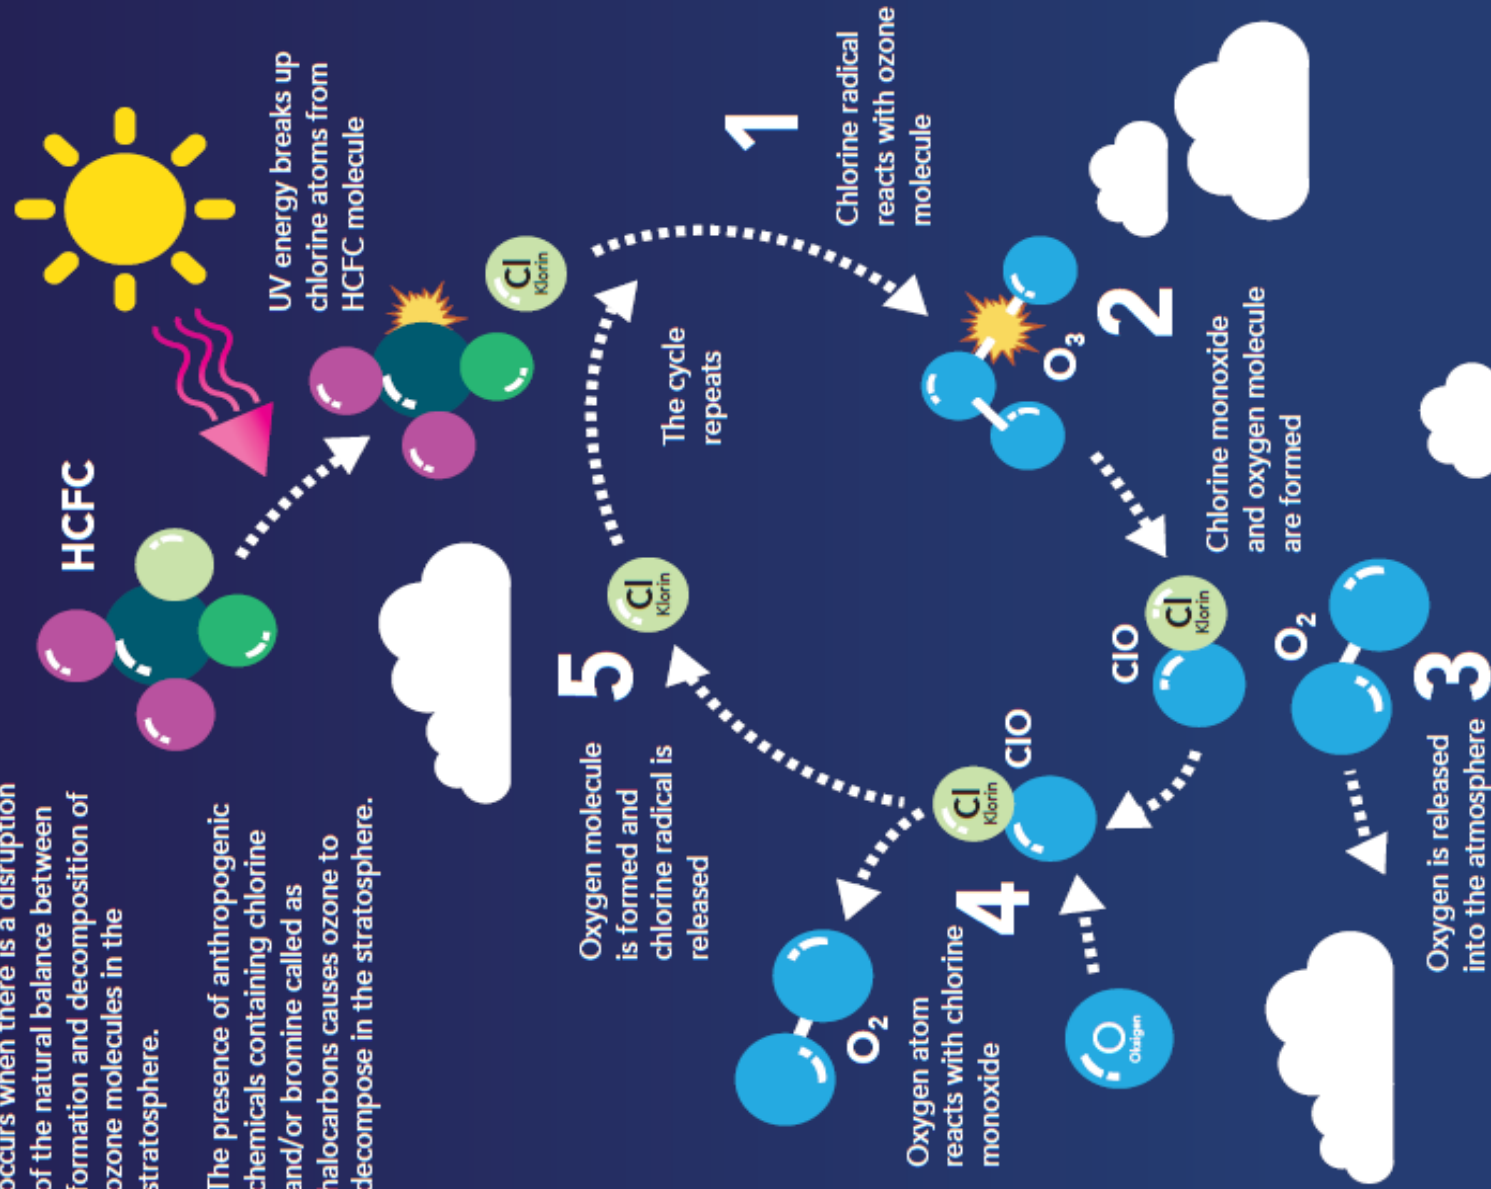 occurs when there is a disruption
of the natural balance between
formation and decomposition of
ozone molecules in the
stratosphere.
The presence of anthropogenic
chemicals containing chlorine
and/or bromine called as
halocarbons causes ozone to
decompose in the stratosphere.
HCFC
UV energy breaks up
chlorine atoms from
HCFC molecule
Cl
Klorin
1
Chlorine radical
reacts with ozone
molecule
O3
2
Chlorine monoxide
and oxygen molecule
are formed
ClO
Cl
Klorin
O2
3
Oxygen is released
into the atmosphere
4
Oxygen atom
reacts with chlorine
monoxide
O
Oksigen
Cl
Klorin
ClO
O2
5
Oxygen molecule
is formed and
chlorine radical is
released
Cl
Klorin
The cycle
repeats